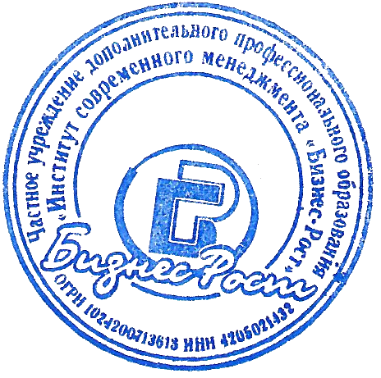 Частное учреждение дополнительного профессионального образования
"Институт современного менеджмента "Бизнес-Рост"
Бизнес Рост
ОГРН 1024200713613 ИНН 4205021432